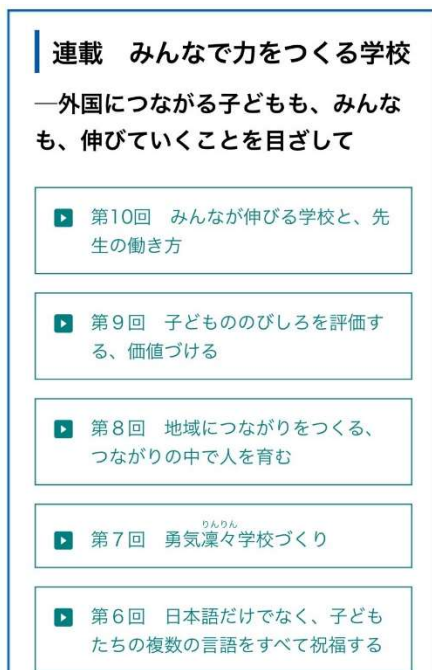 連載　みんなで力をつくる学校
―外国につながる子どもも、みんな
も、伸びていくことを目ざして
第10回　みんなが伸びる学校と、先
生の働き方
第９回　子どもののびしろを評価す
る、価値づける
第８回　地域につながりをつくる、
つながりの中で人を育む
りんりん
第７回　勇気凜々学校づくり
第６回　日本語だけでなく、子ども
たちの複数の言語をすべて祝福する